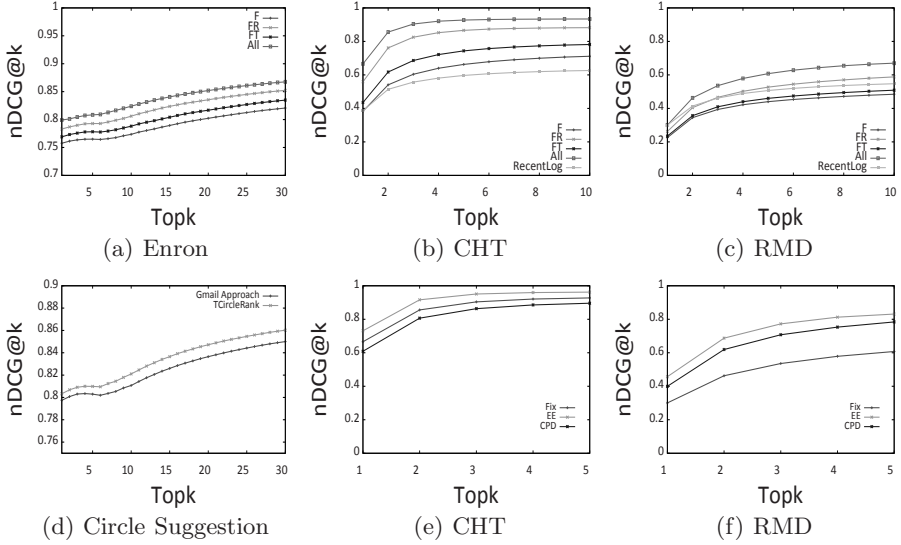 nDCG@k
1
0.95
0.9
0.85
0.8
0.75
0.7
F
FR
FT
All
5 10 15 20 25 30
Topk
(a) Enron
nDCG@k
1
0.8
0.6
0.4
0.2
0
F
FR
FT
All
RecentLog
2 4 6 8 10
Topk
(b) CHT
nDCG@k
1
0.8
0.6
0.4
0.2
0
F
FR
FT
All
RecentLog
2 4 6 8 10
Topk
(c) RMD
nDCG@k
0.9
0.88
0.86
0.84
0.82
0.8
0.78
0.76
Gmail Approach
TCircleRank
5 10 15 20 25 30
Topk
(d) Circle Suggestion
nDCG@k
1
0.8
0.6
0.4
0.2
0
Fix
EE
CPD
1 2 3 4 5
Topk
(e) CHT
nDCG@k
1
0.8
0.6
0.4
0.2
0
Fix
EE
CPD
1 2 3 4 5
Topk
(f) RMD